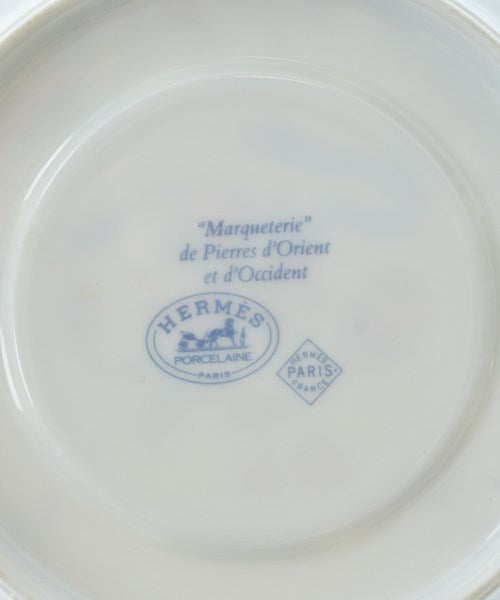 "Marqueterie"
de Pierres d'Orient
et d'Occident
HERMÈS
PORCELAINE
PARIS
HERMÈS
PARIS
FRANCE